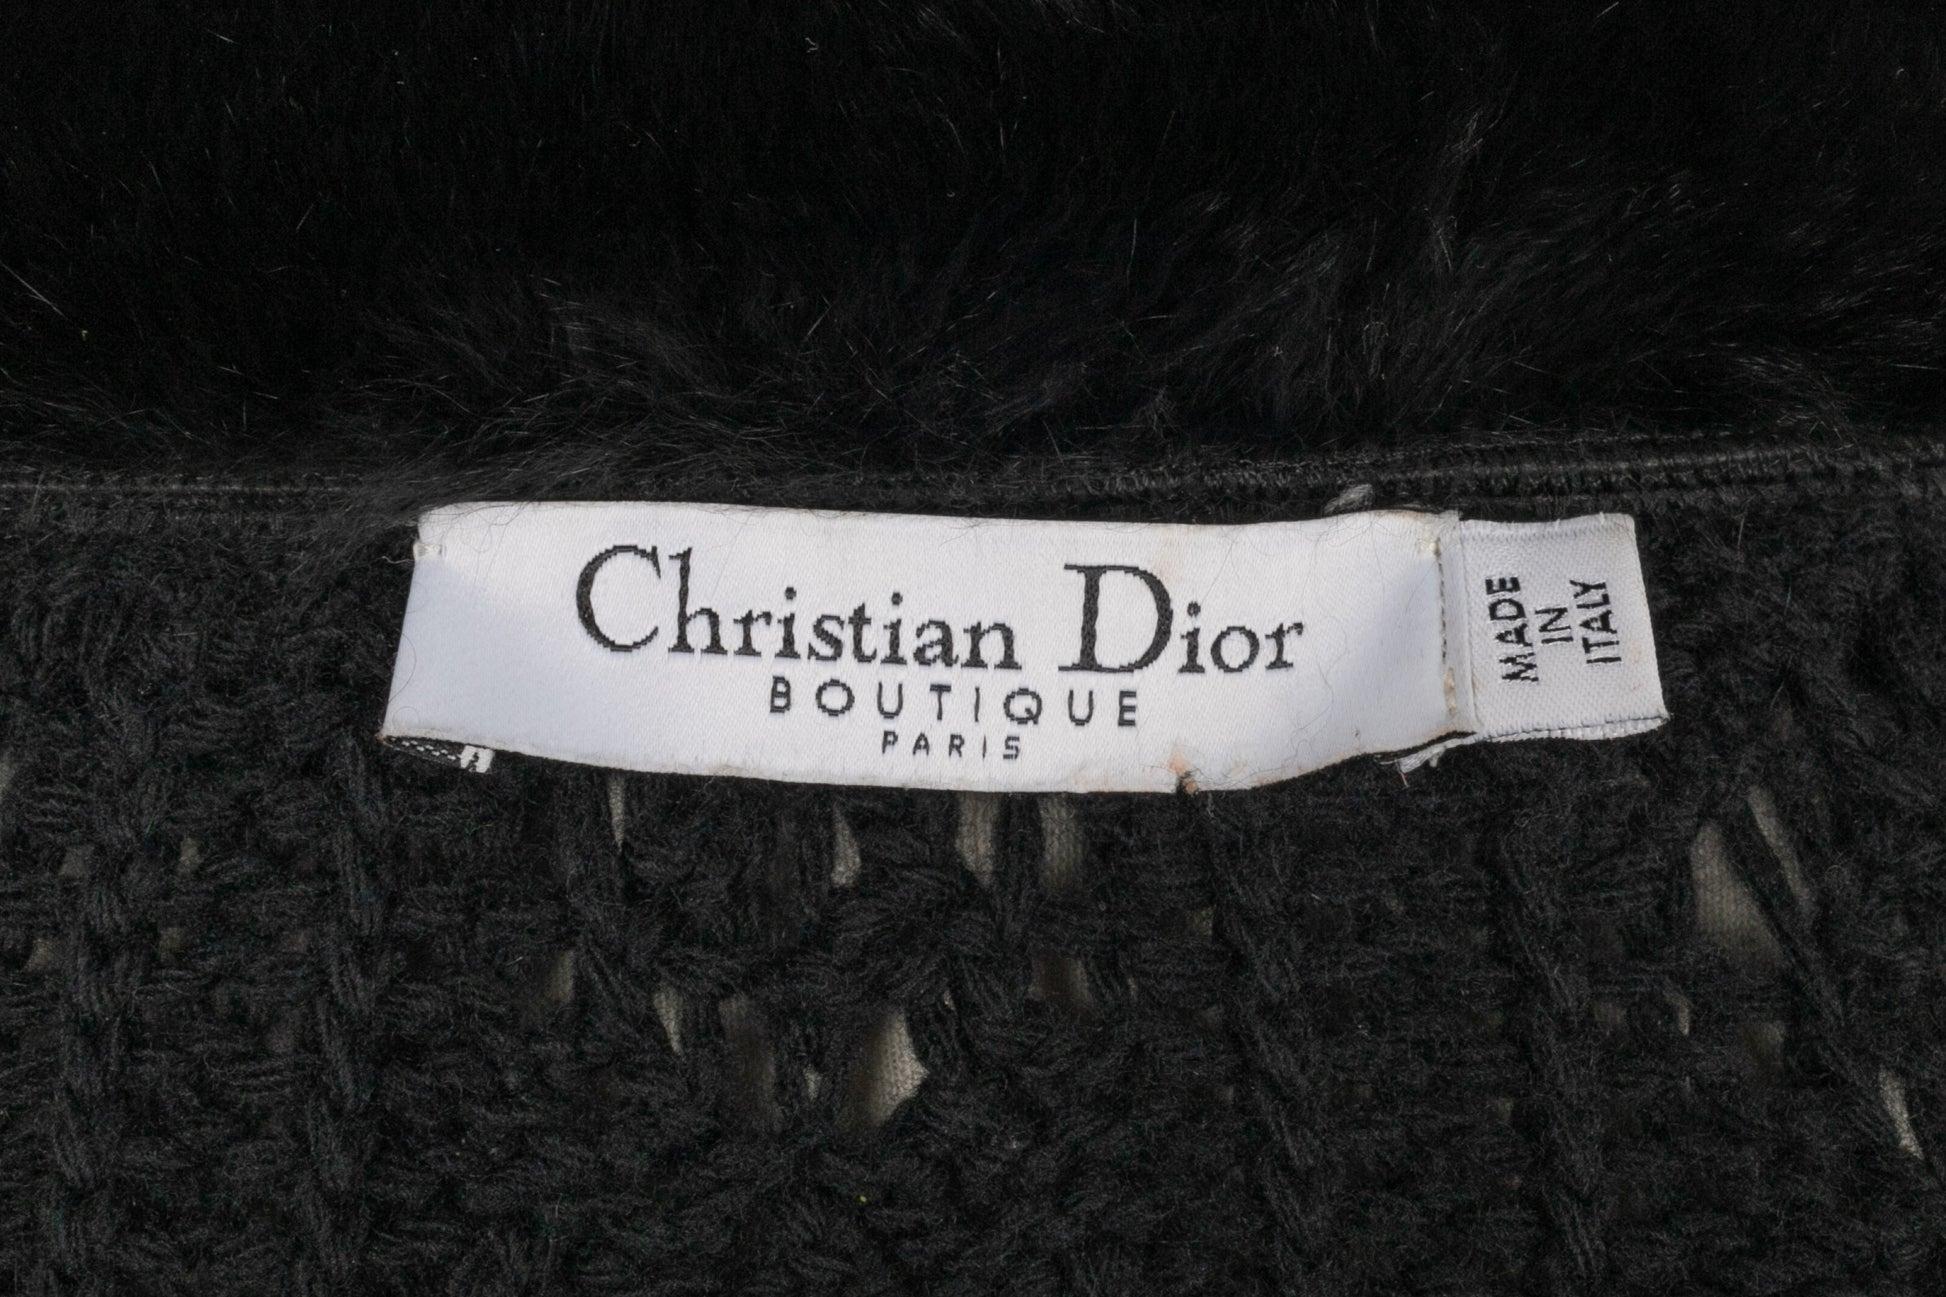 Christian Dior
BOUTIQUE
PARIS
MADE
IN
ITALY